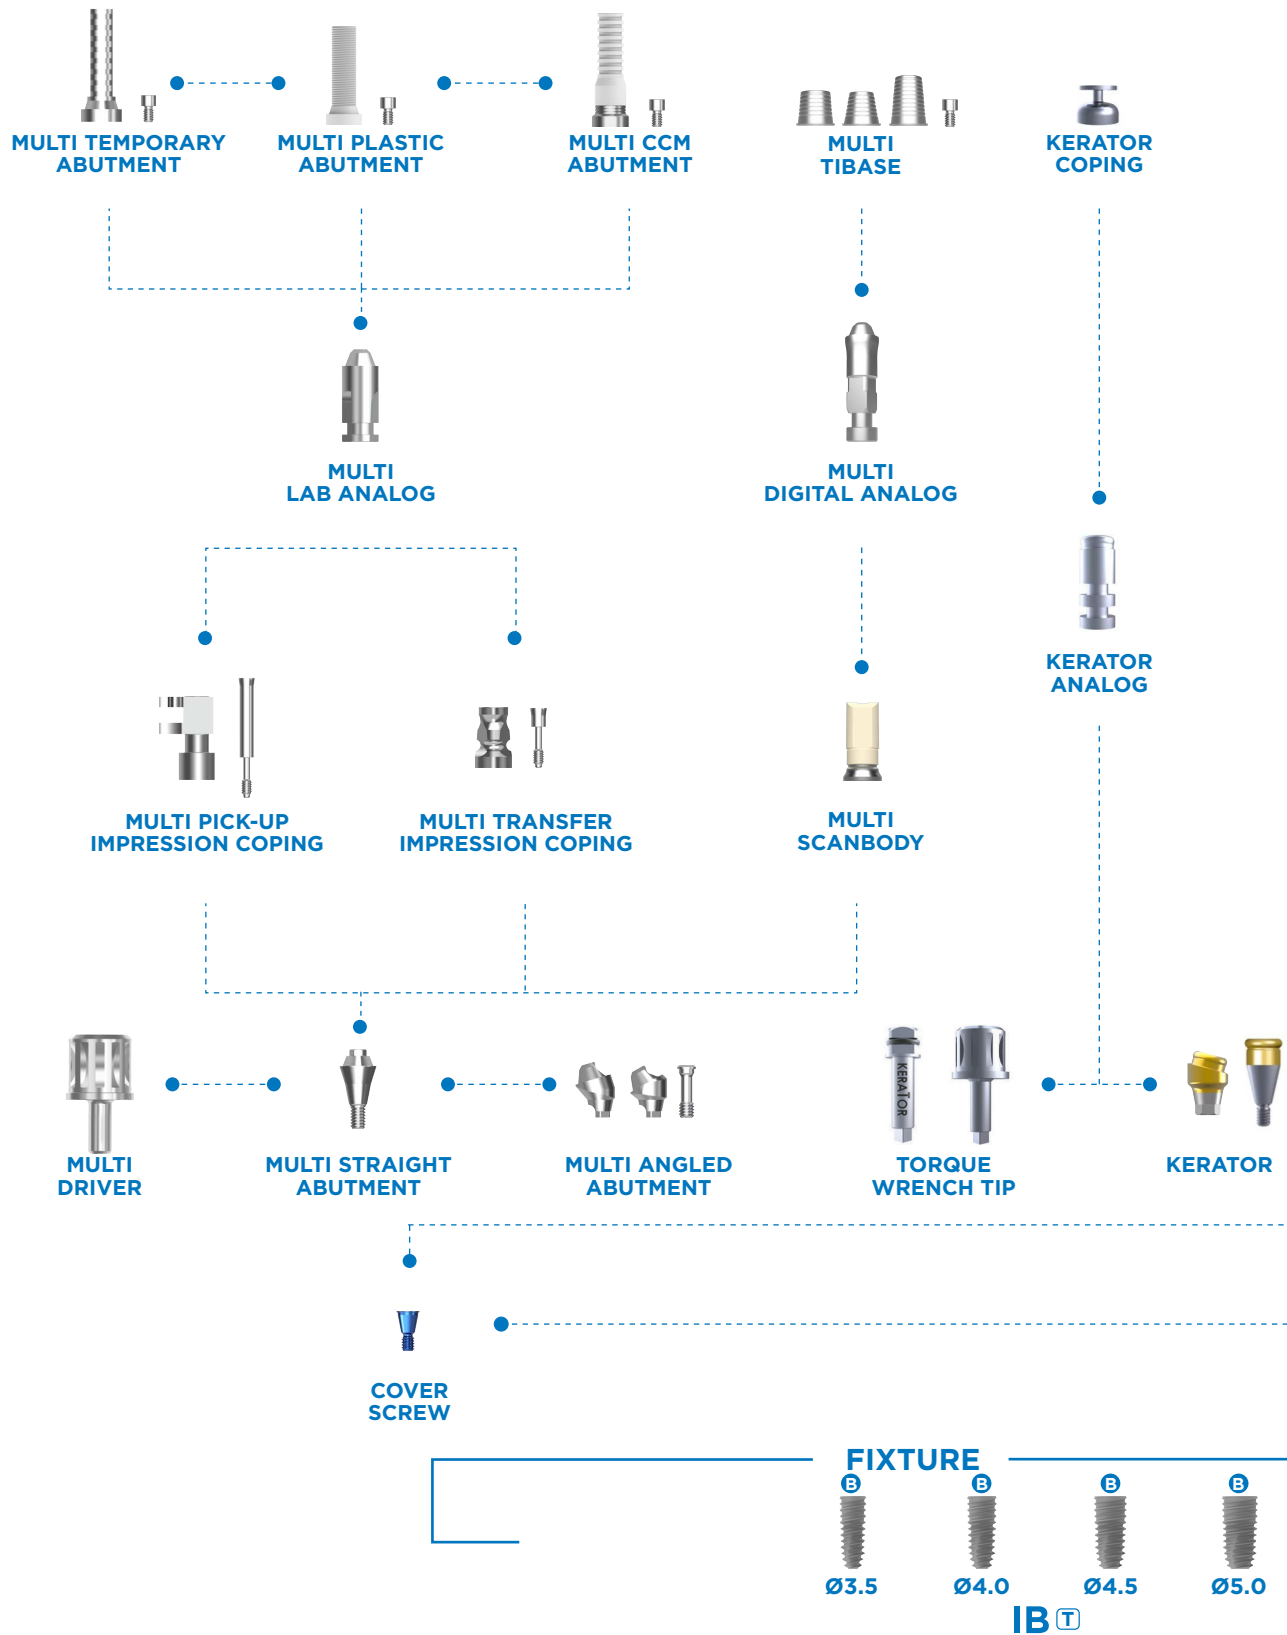 MULTI TEMPORARY
ABUTMENT
MULTI PLASTIC
ABUTMENT
MULTI CCM
ABUTMENT
MULTI
TIBASE
KERATOR
COPING
MULTI
LAB ANALOG
MULTI
DIGITAL ANALOG
KERATOR
ANALOG
MULTI PICK-UP
IMPRESSION COPING
MULTI TRANSFER
IMPRESSION COPING
MULTI
SCANBODY
KERATOR
MULTI
DRIVER
MULTI STRAIGHT
ABUTMENT
MULTI ANGLED
ABUTMENT
TORQUE
WRENCH TIP
KERATOR
COVER
SCREW
FIXTURE
B B B B
Ø3.5 Ø4.0 Ø4.5 Ø5.0
IB T